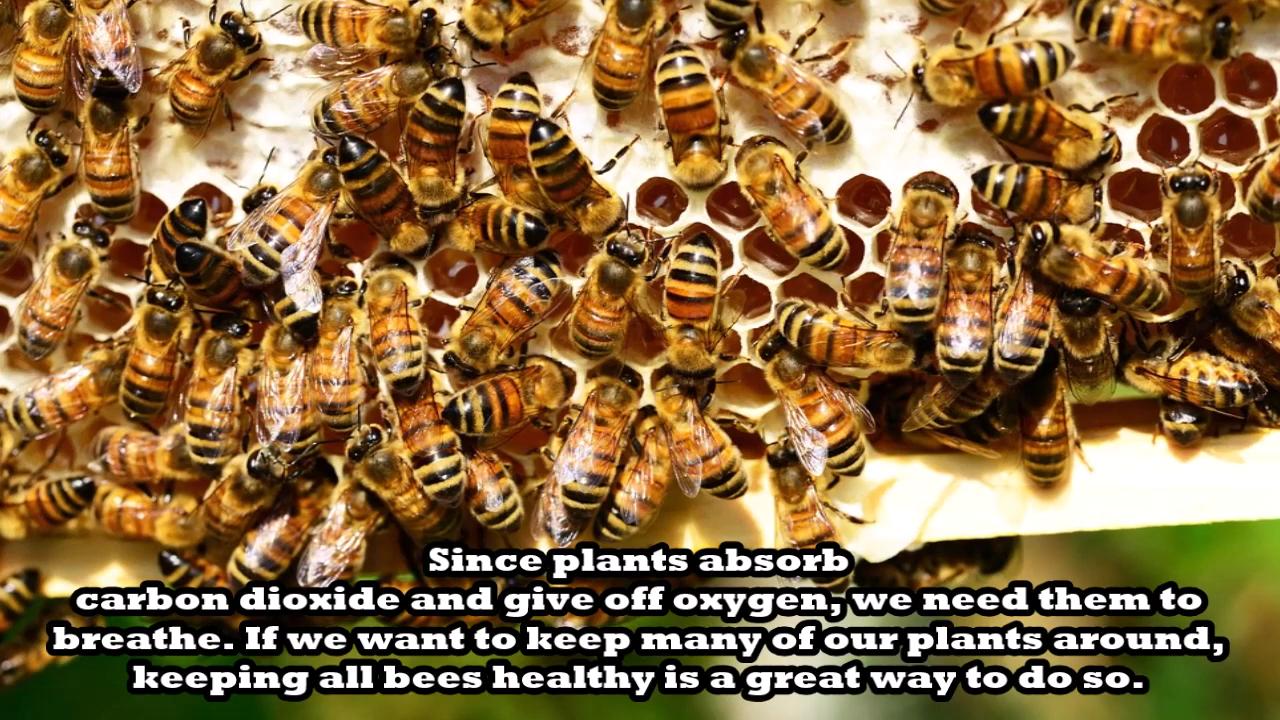 Since plants absorb
carbon dioxide and give off oxygen, we need them to
breathe. If we want to keep many of our plants around,
keeping all bees healthy is a great way to do so.